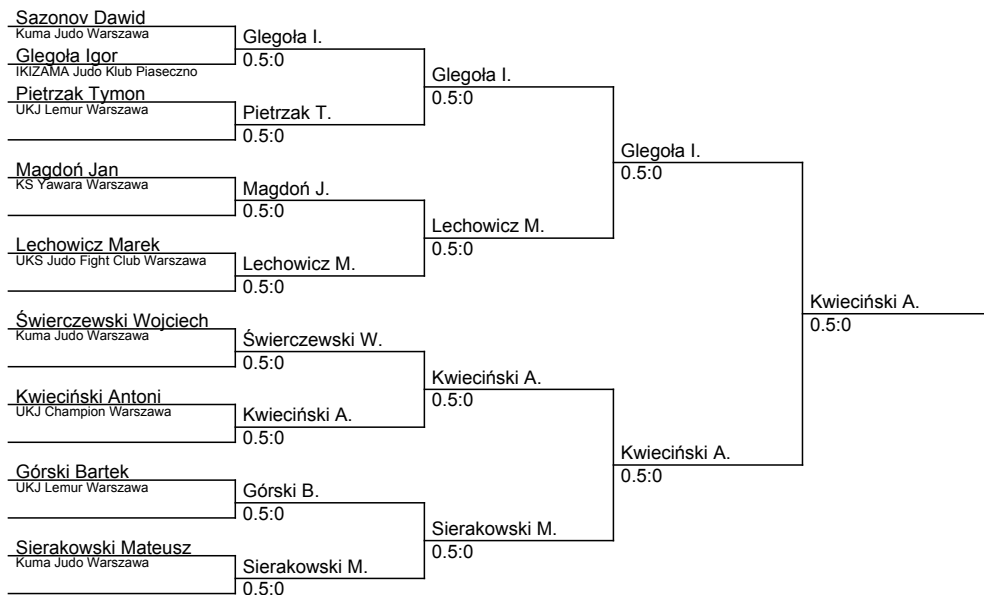 Sazonov Dawid
Kuma Judo Warszawa
Glegoła Igor
IKIZAMA Judo Klub Piaseczno
Pietrzak Tymon
UKJ Lemur Warszawa
Magdoń Jan
KS Yawara Warszawa
Lechowicz Marek
UKS Judo Fight Club Warszawa
Świerczewski Wojciech
Kuma Judo Warszawa
Kwieciński Antoni
UKJ Champion Warszawa
Górski Bartek
UKJ Lemur Warszawa
Sierakowski Mateusz
Kuma Judo Warszawa
Glegoła I.
0.5:0
Pietrzak T.
0.5:0
Magdoń J.
0.5:0
Lechowicz M.
0.5:0
Świerczewski W.
0.5:0
Kwieciński A.
0.5:0
Górski B.
0.5:0
Sierakowski M.
0.5:0
Glegoła I.
0.5:0
Lechowicz M.
0.5:0
Kwieciński A.
0.5:0
Sierakowski M.
0.5:0
Glegoła I.
0.5:0
Kwieciński A.
0.5:0
Kwieciński A.
0.5:0